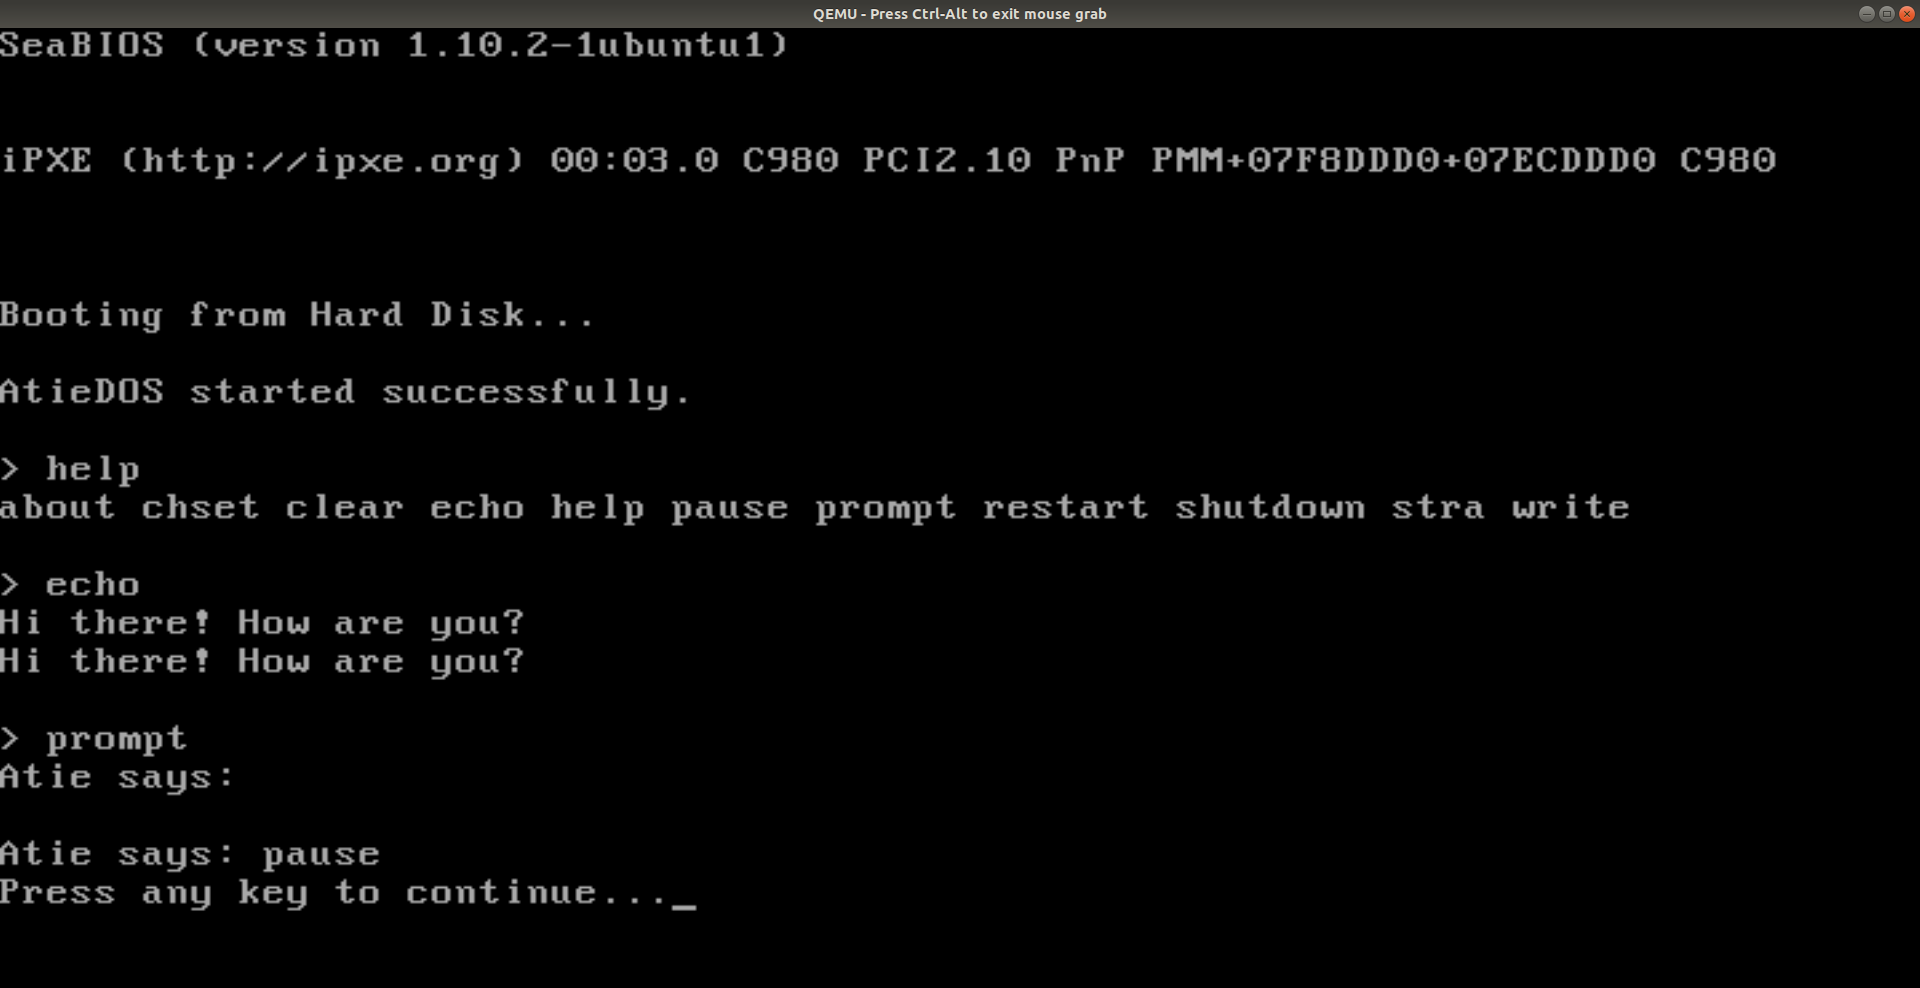 QEMU - Press Ctrl-Alt to exit mouse grab
SeaBIOS (version 1.10.2-1ubuntu1)
iPXE (http://ipxe.org) 00:03.0 C980 PCI2.10 PnP PMM+07F8DDD0+07ECDDD0 C980
Booting from Hard Disk...
AtieDOS started successfully.
> help
about chset clear echo help pause prompt restart shutdown stra write
> echo
Hi there! How are you?
Hi there! How are you?
> prompt
Atie says:
Atie says: pause
Press any key to continue..._